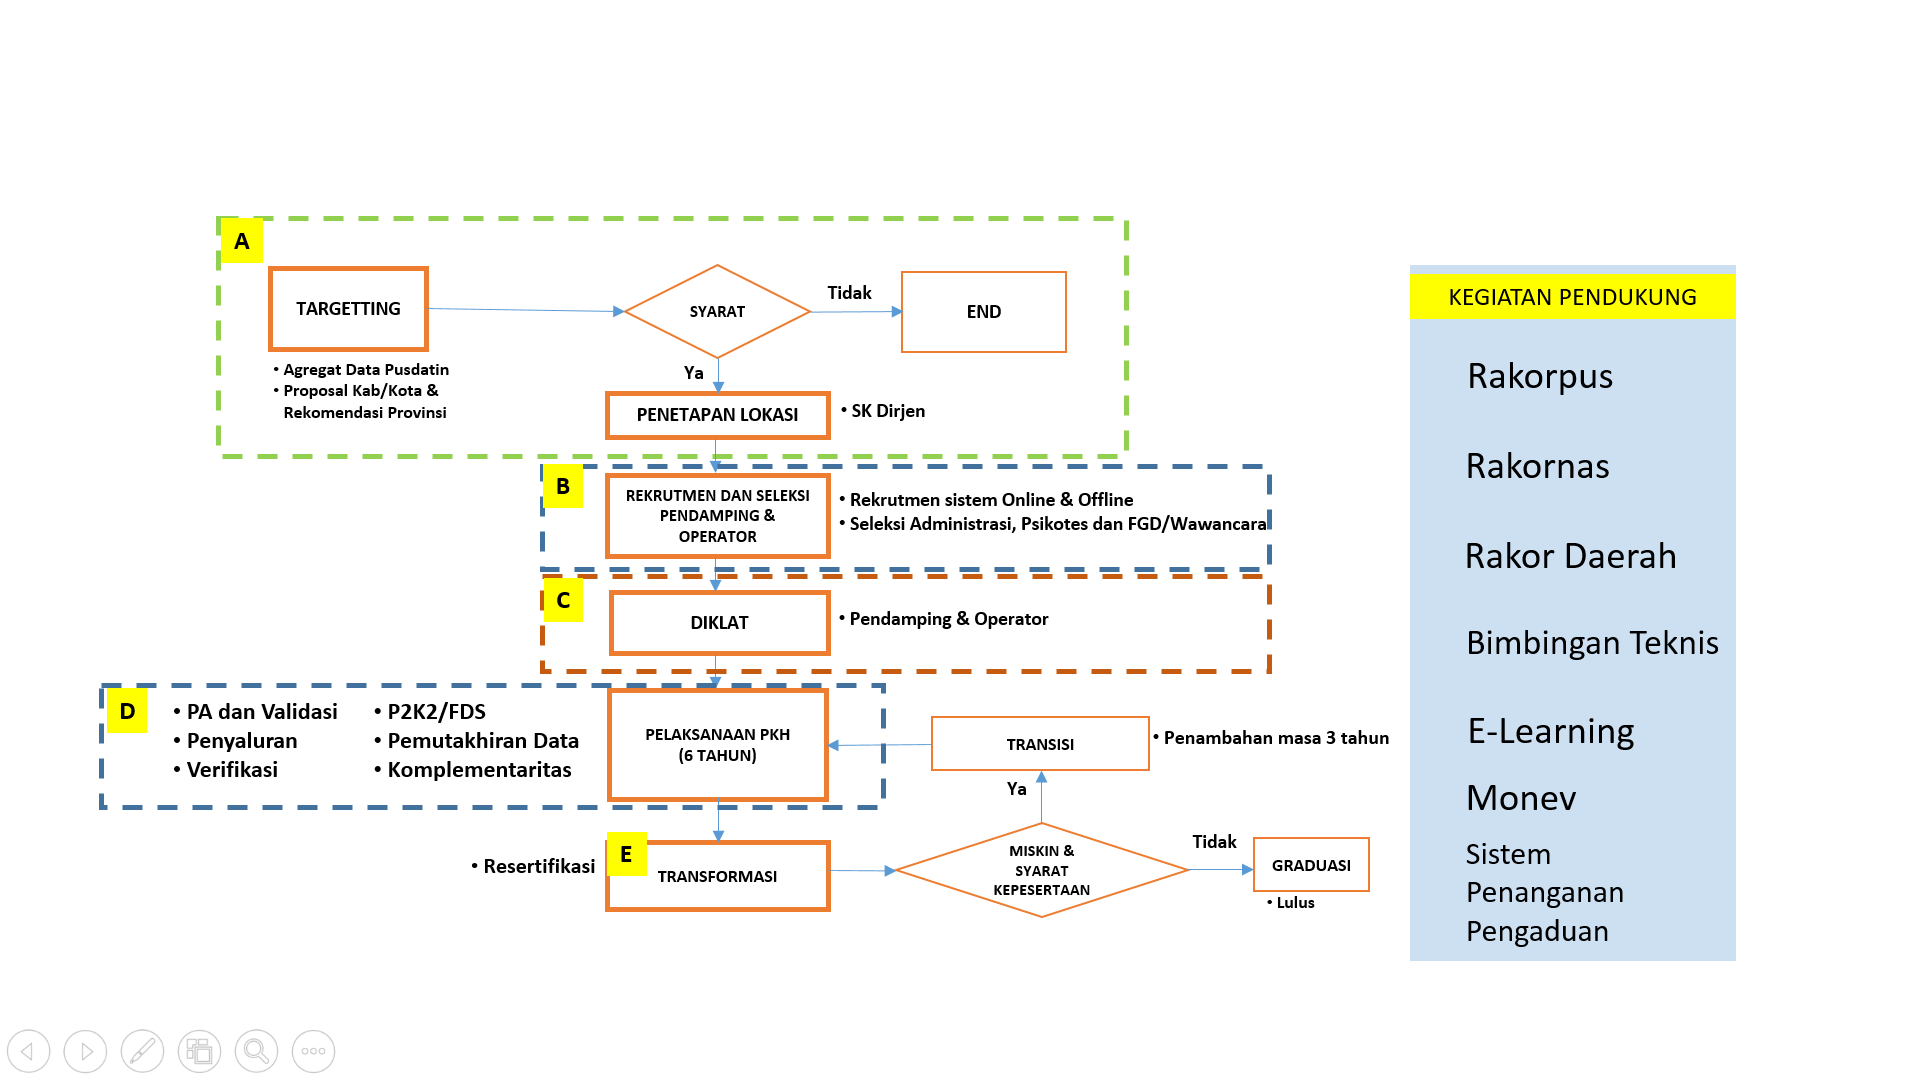 A
TARGETTING
• Agregat Data Pusdatin
• Proposal Kab/Kota &
Rekomendasi Provinsi
SYARAT
Tidak
END
Ya
PENETAPAN LOKASI
• SK Dirjen
B
REKRUTMEN DAN SELEKSI
PENDAMPING &
OPERATOR
• Rekrutmen sistem Online & Offline
• Seleksi Administrasi, Psikotes dan FGD/Wawancara
C
DIKLAT
• Pendamping & Operator
D
• PA dan Validasi
• Penyaluran
• Verifikasi
• P2K2/FDS
• Pemutakhiran Data
• Komplementaritas
PELAKSANAAN PKH
(6 TAHUN)
TRANSISI
• Penambahan masa 3 tahun
Ya
• Resertifikasi
E
TRANSFORMASI
MISKIN &
SYARAT
KEPESERTAAN
Tidak
GRADUASI
• Lulus
KEGIATAN PENDUKUNG
Rakorpus
Rakornas
Rakor Daerah
Bimbingan Teknis
E-Learning
Monev
Sistem
Penanganan
Pengaduan